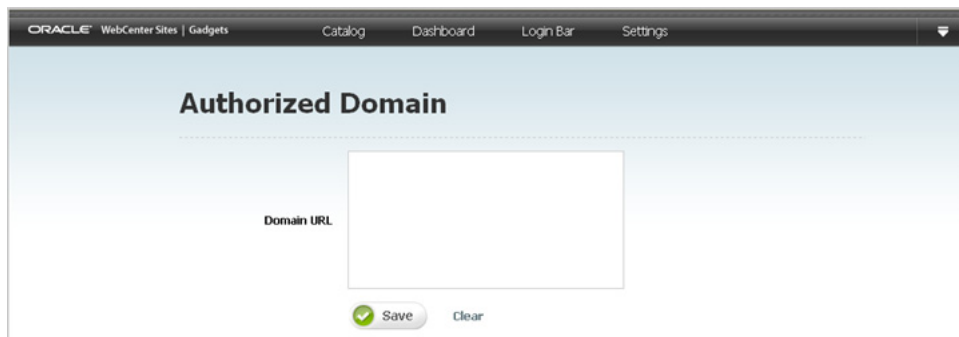 ORACLE WebCenter Sites | Gadgets Catalog Dashboard Login Bar Settings
Authorized Domain
Domain URL
Save Clear